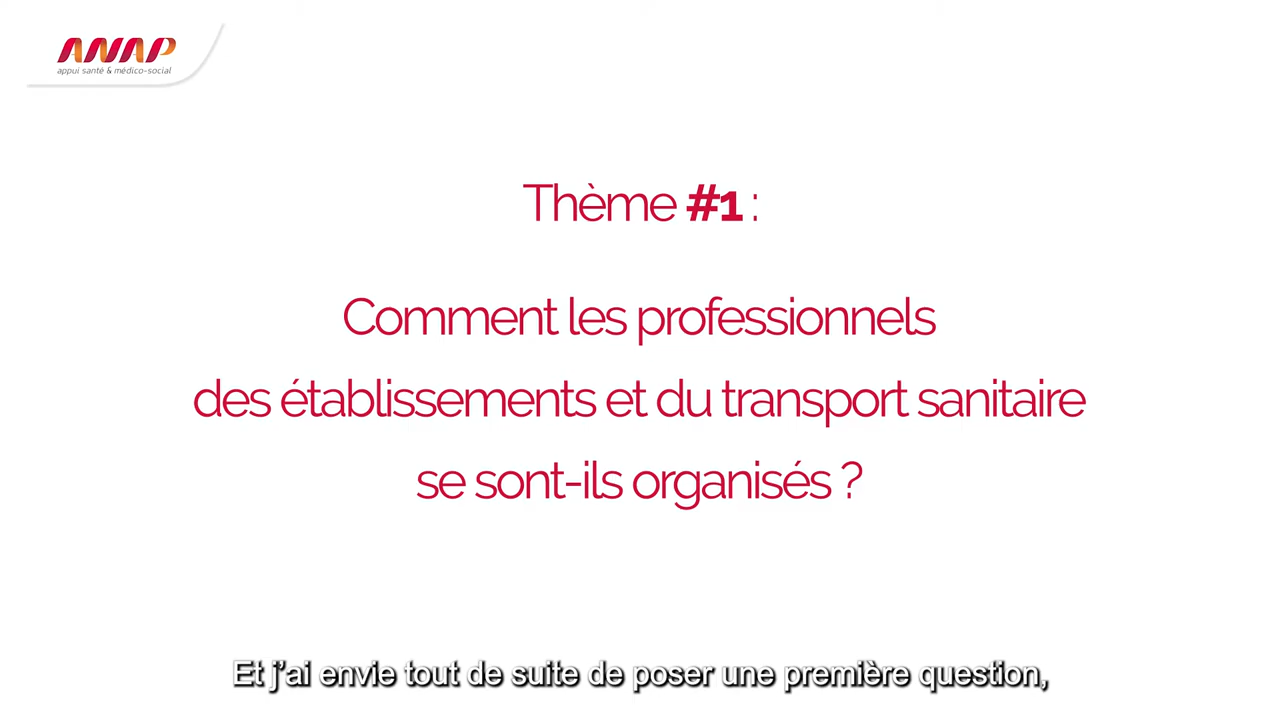 ANAP
appui santé & médico-social
Thème #1 :
Comment les professionnels
des établissements et du transport sanitaire
se sont-ils organisés ?
Et j’ai envie tout de suite de poser une première question,